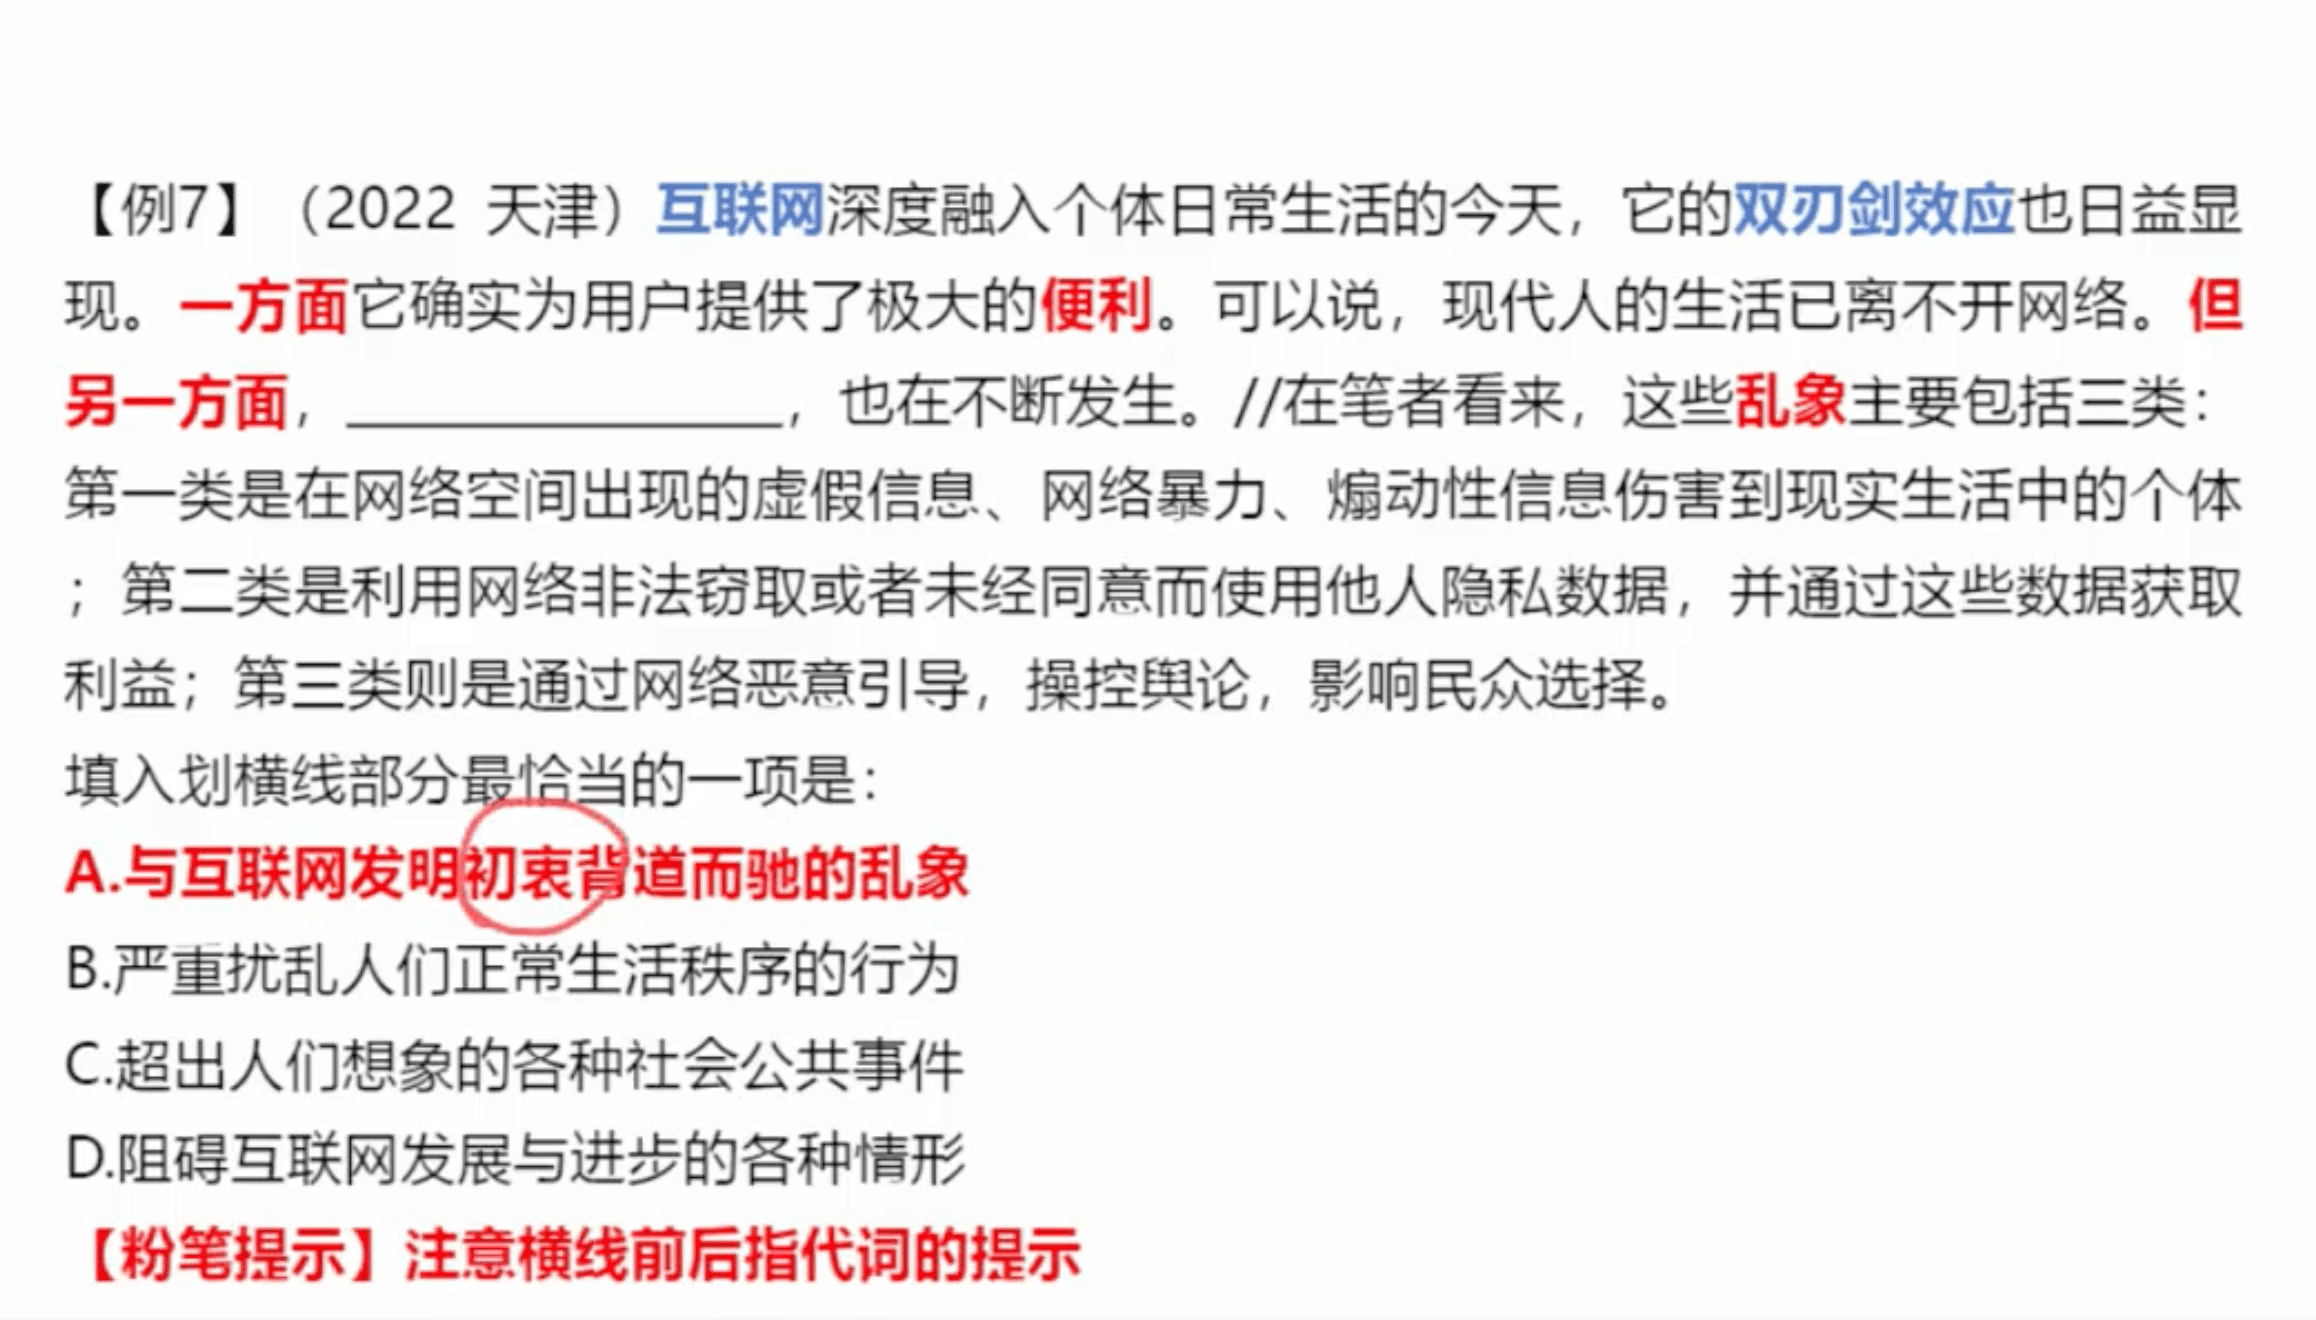 【例7】（2022 天津）互联网深度融入个体日常生活的今天，它的双刃剑效应也日益显
现。一方面它确实为用户提供了极大的便利。可以说，现代人的生活已离不开网络。但
另一方面，________________，也在不断发生。//在笔者看来，这些乱象主要包括三类：
第一类是在网络空间出现的虚假信息、网络暴力、煽动性信息伤害到现实生活中的个体
；第二类是利用网络非法窃取或者未经同意而使用他人隐私数据，并通过这些数据获取
利益；第三类则是通过网络恶意引导，操控舆论，影响民众选择。
填入划横线部分最恰当的一项是：
A.与互联网发明初衷背道而驰的乱象
B.严重扰乱人们正常生活秩序的行为
C.超出人们想象的各种社会公共事件
D.阻碍互联网发展与进步的各种情形
【粉笔提示】注意横线前后指代词的提示